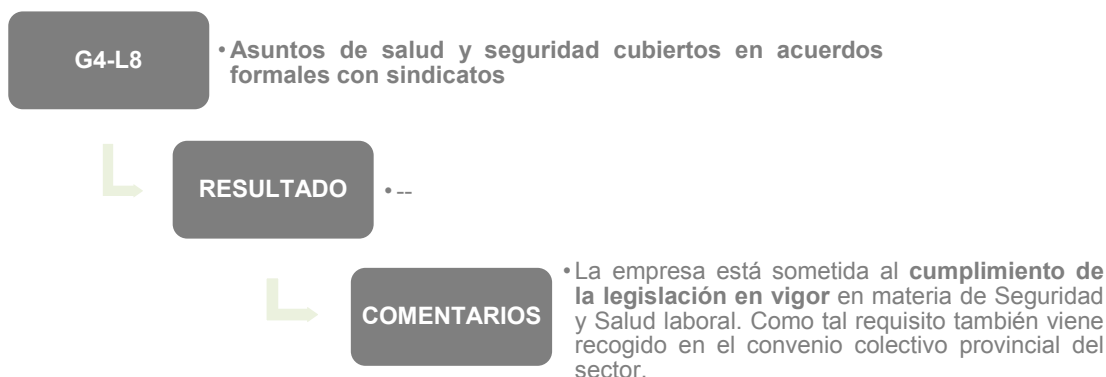 G4-L8
•Asuntos de salud y seguridad cubiertos en acuerdos
formales con sindicatos
RESULTADO
•--
COMENTARIOS
•La empresa está sometida al cumplimiento de
la legislación en vigor en materia de Seguridad
y Salud laboral. Como tal requisito también viene
recogido en el convenio colectivo provincial del
sector.